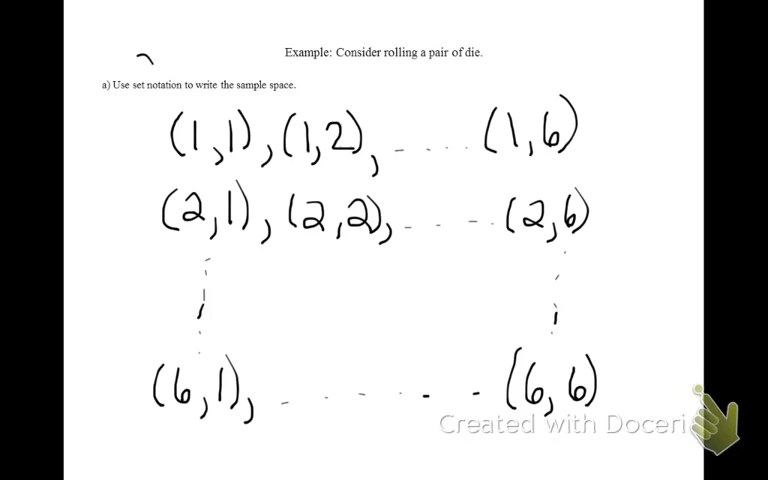 Example: Consider rolling a pair of die.
a) Use set notation to write the sample space.
(1,1), (1,2), ..... (1,6)
(2,1), (2,2), .... (2,6)
(6,1), ....... (6,6)
Created with Doceri